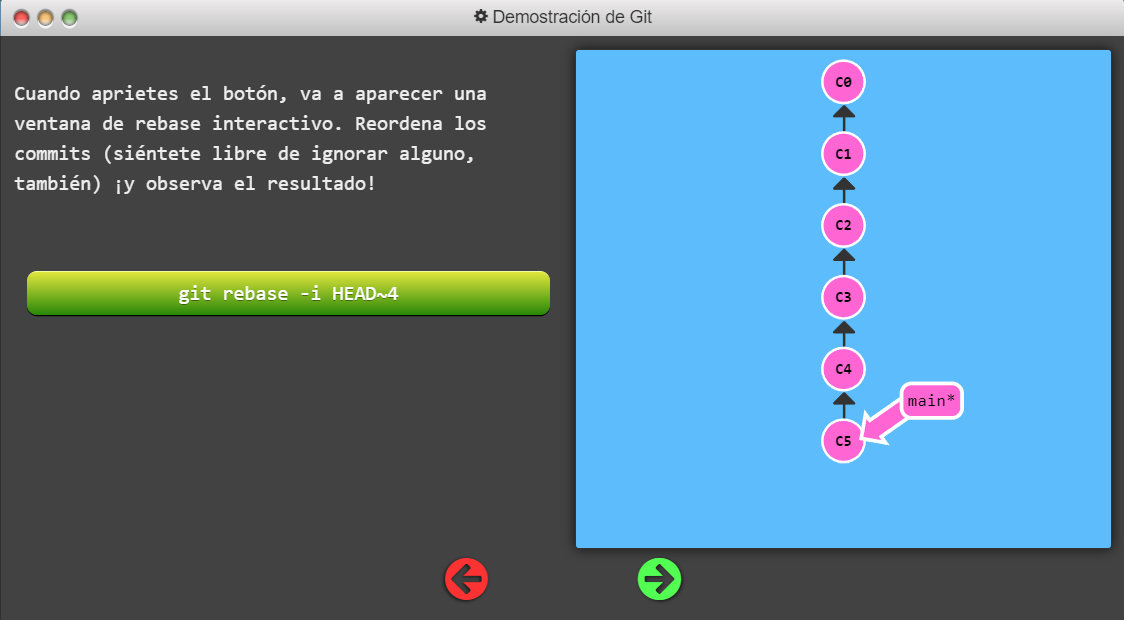 Demostración de Git
Cuando aprietes el botón, va a aparecer una
ventana de rebase interactivo. Reordena los
commits (siéntete libre de ignorar alguno,
también) ¡y observa el resultado!
git rebase -i HEAD~4
C0
C1
C2
C3
C4
main*
C5